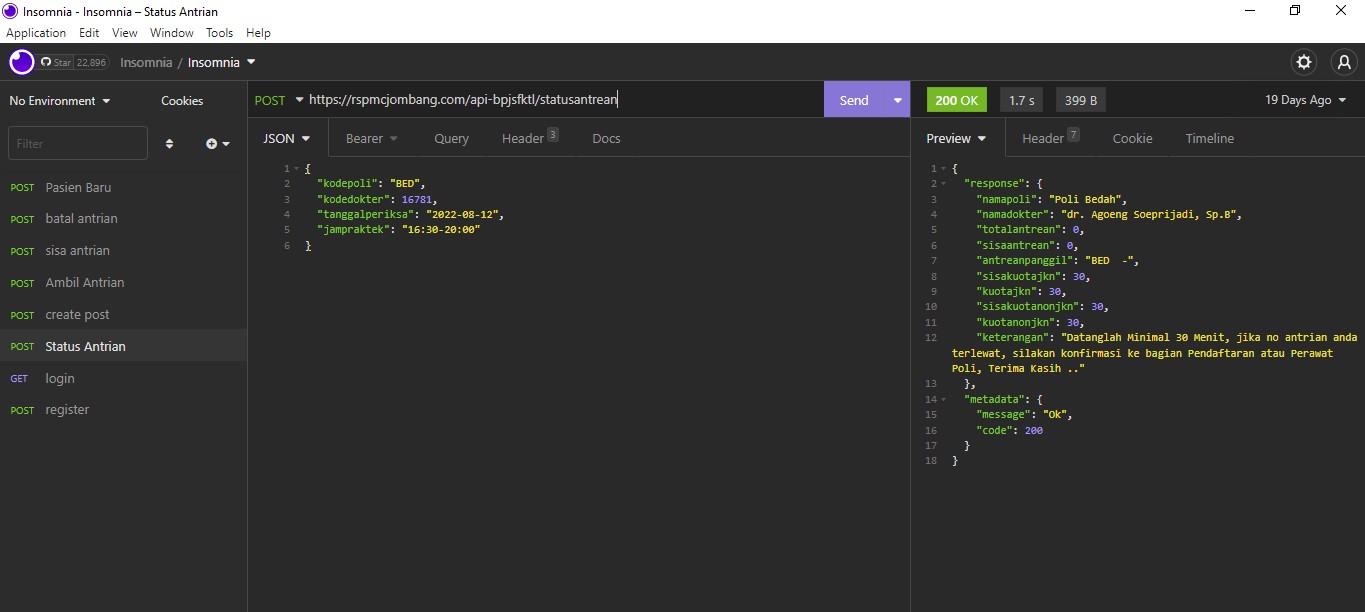 Insomnia - Insomnia – Status Antrian
Application Edit View Window Tools Help
Star 22,896 Insomnia / Insomnia
No Environment Cookies
Filter
POST Pasien Baru
POST batal antrian
POST sisa antrian
POST Ambil Antrian
POST create post
POST Status Antrian
GET login
POST register
POST https://rspmcjombang.com/api-bpjsfktl/statusantrean Send
JSON Bearer Query Header 3 Docs
1 {
2 "kodepoli": "BED",
3 "kodedokter": 16781,
4 "tanggalperiksa": "2022-08-12",
5 "jampraktek": "16:30-20:00"
6 }
200 OK 1.7 s 399 B 19 Days Ago
Preview Header 7 Cookie Timeline
1 {
2 "response": {
3 "namapoli": "Poli Bedah",
4 "namadokter": "dr. Agoeng Soeprijadi, Sp.B",
5 "totalantrean": 0,
6 "sisaantrean": 0,
7 "antreanpanggil": "BED  -",
8 "sisakuotajkn": 30,
9 "kuotajkn": 30,
10 "sisakuotanonjkn": 30,
11 "kuotanonjkn": 30,
12 "keterangan": "Datanglah Minimal 30 Menit, jika no antrian anda
terlewat, silakan konfirmasi ke bagian Pendaftaran atau Perawat
Poli, Terima Kasih .."
13 },
14 "metadata": {
15 "message": "Ok",
16 "code": 200
17 }
18 }